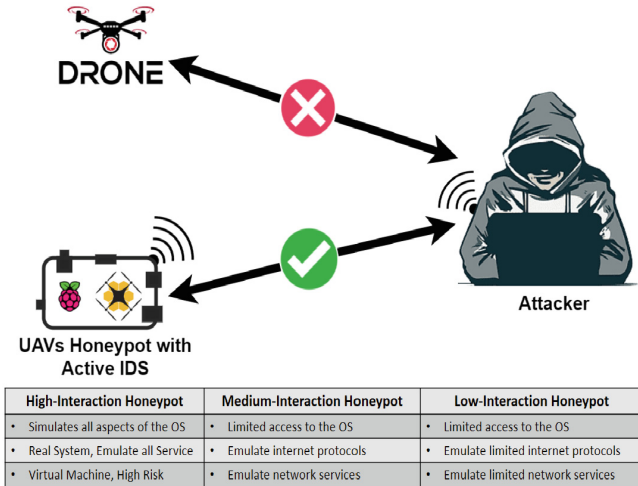 DRONE
Attacker
UAVs Honeypot with
Active IDS
High-Interaction Honeypot Medium-Interaction Honeypot Low-Interaction Honeypot
• Simulates all aspects of the OS • Limited access to the OS • Limited access to the OS
• Real System, Emulate all Service • Emulate internet protocols • Emulate limited internet protocols
• Virtual Machine, High Risk • Emulate network services • Emulate limited network services